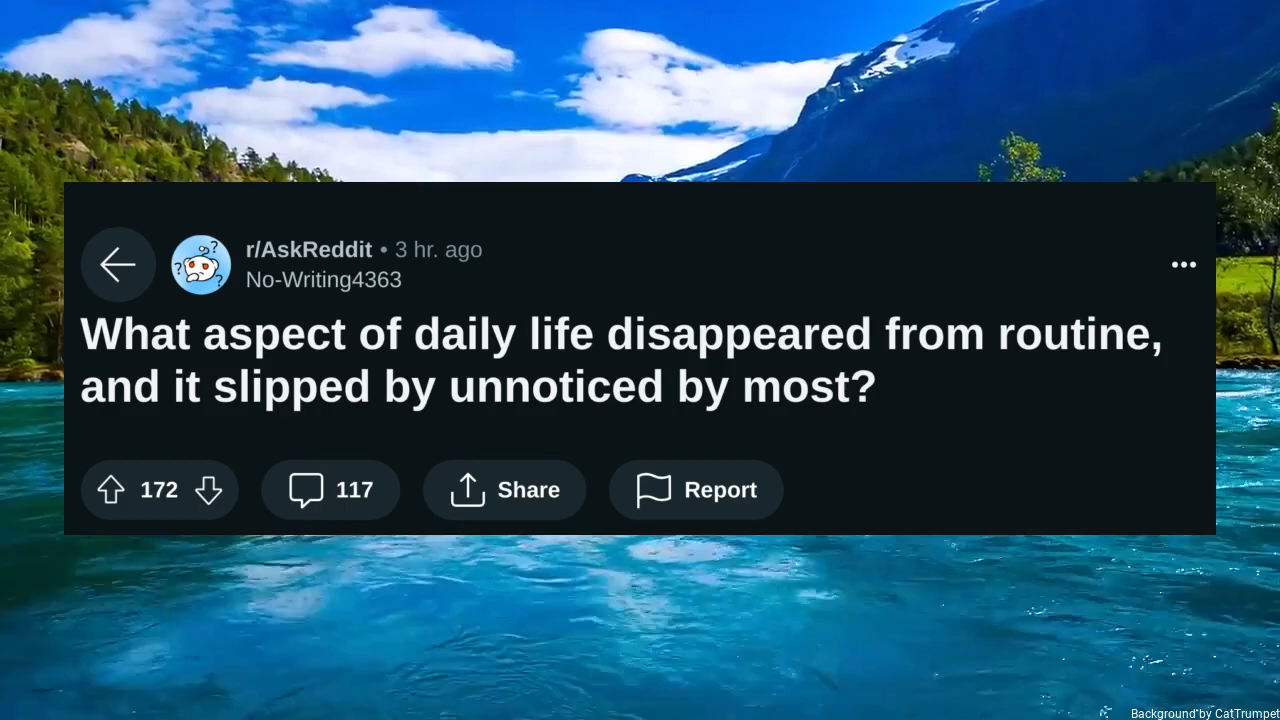 r/AskReddit • 3 hr. ago
No-Writing4363
What aspect of daily life disappeared from routine,
and it slipped by unnoticed by most?
172
117
Share
Report
Background by CatTrumpet